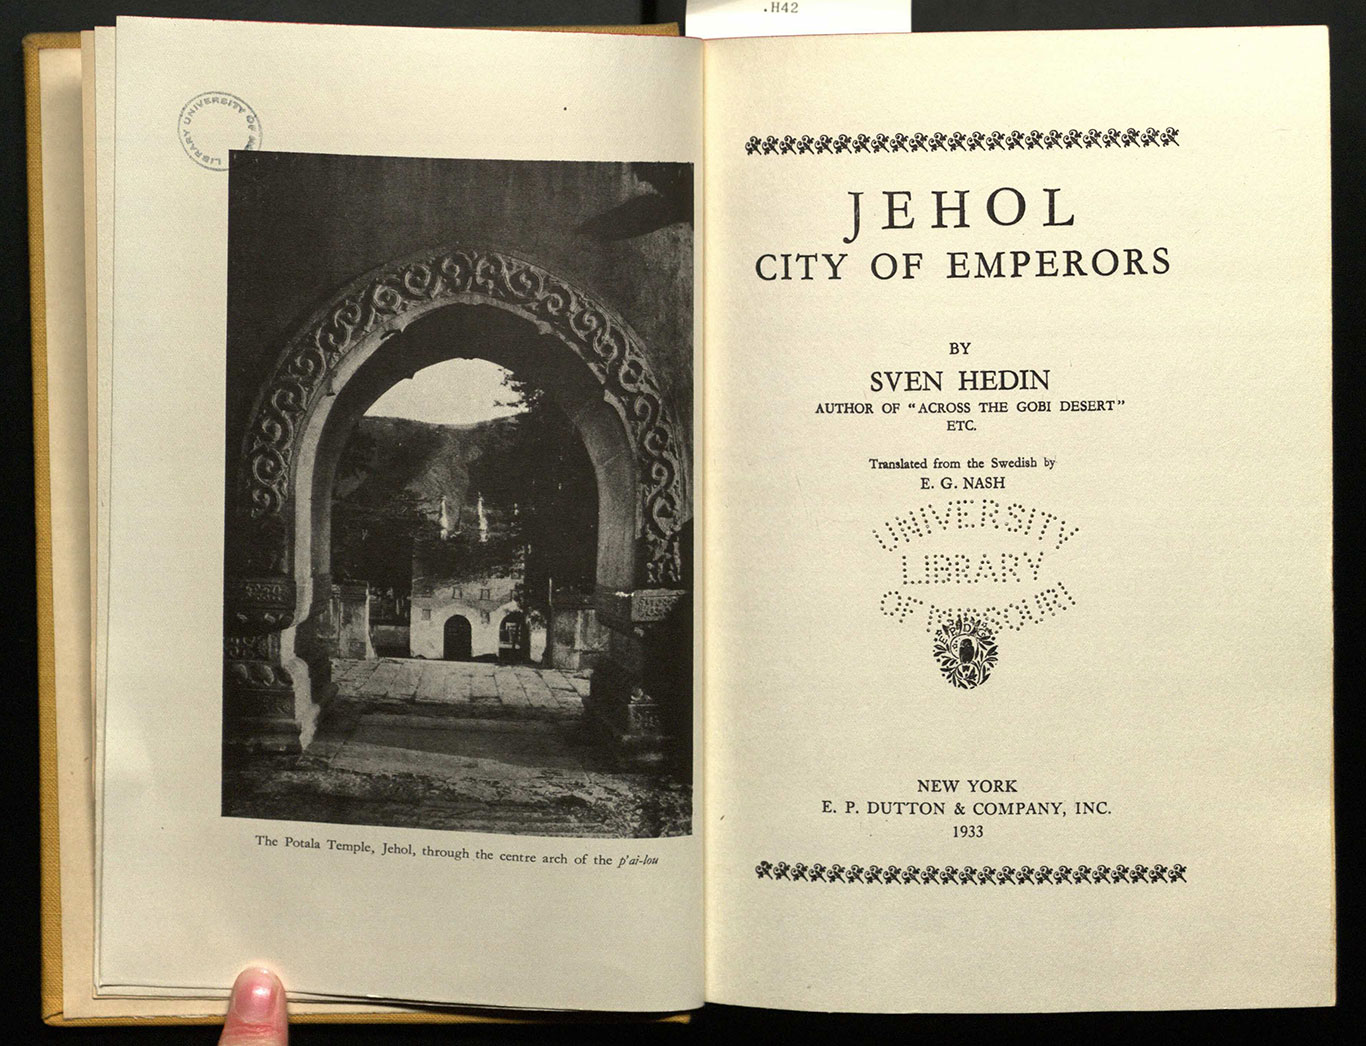 .H42
LIBRARY UNIVERSITY OF
The Potala Temple, Jehol, through the centre arch of the p'ai-lou
JEHOL
CITY OF EMPERORS
BY
SVEN HEDIN
AUTHOR OF "ACROSS THE GOBI DESERT"
ETC.
Translated from the Swedish by
E. G. NASH
UNIVERSITY
LIBRARY
OF MISSOURI
E P D C
NEW YORK
E. P. DUTTON & COMPANY, INC.
1933